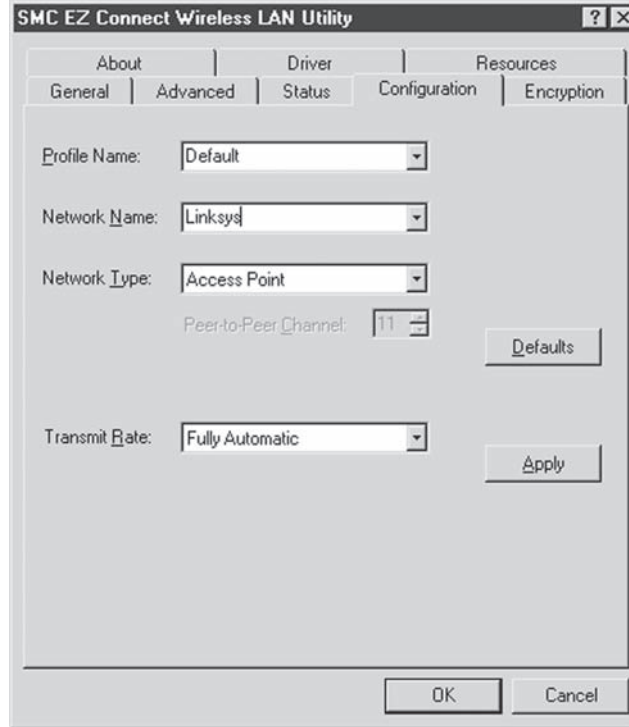 SMC EZ Connect Wireless LAN Utility
? X
About Driver Resources
General Advanced Status Configuration Encryption
Profile Name: Default
Network Name: Linksys
Network Type: Access Point
Peer-to-Peer Channel: 11
Defaults
Transmit Rate: Fully Automatic
Apply
OK Cancel